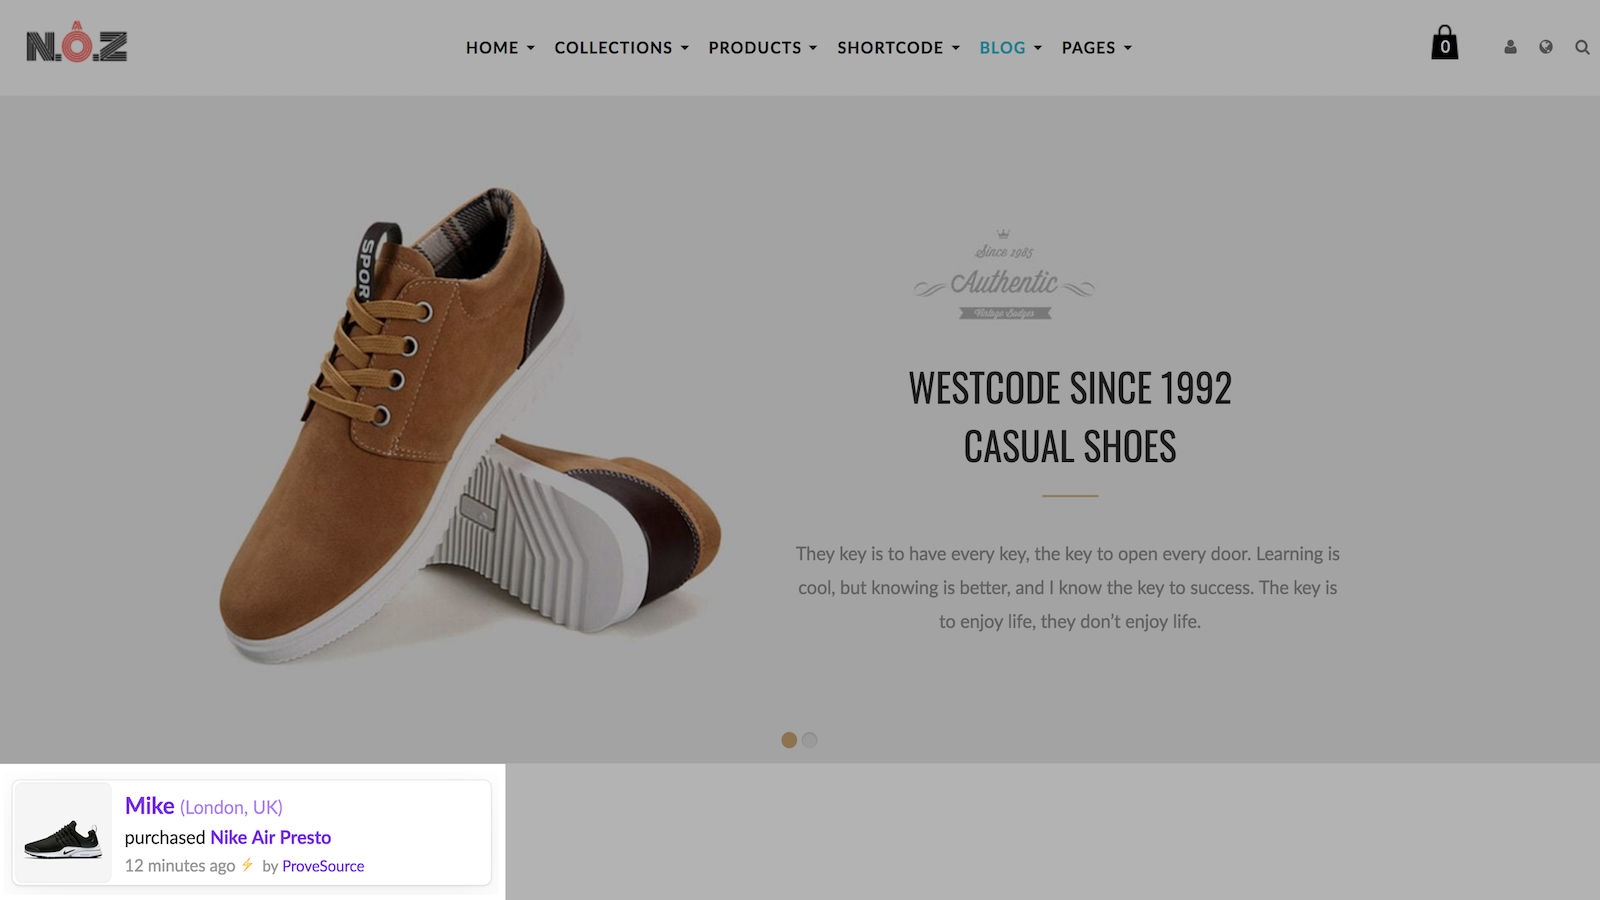 N.Ô.Z
HOME
COLLECTIONS
PRODUCTS
SHORTCODE
BLOG
PAGES
0
SPOR
Since 1985
Authentic
Vintage Badges
WESTCODE SINCE 1992
CASUAL SHOES
They key is to have every key, the key to open every door. Learning is
cool, but knowing is better, and I know the key to success. The key is
to enjoy life, they don't enjoy life.
Mike (London, UK)
purchased Nike Air Presto
12 minutes ago ⚡ by ProveSource